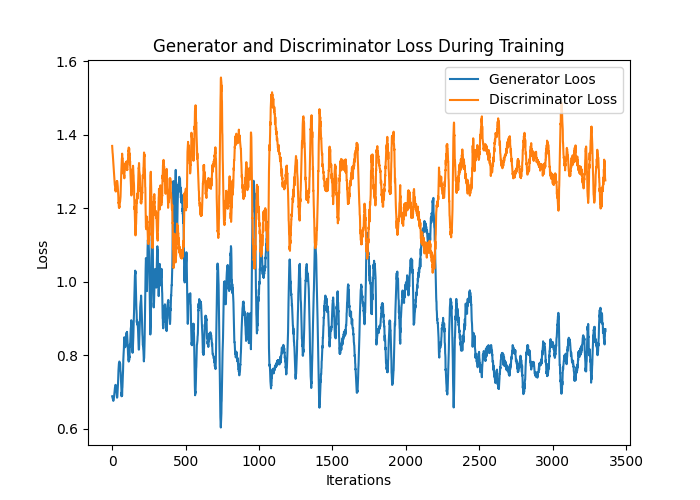 Generator and Discriminator Loss During Training
Generator Loos
Discriminator Loss
1.6
1.4
1.2
1.0
0.8
0.6
Loss
0
500
1000
1500
2000
2500
3000
3500
Iterations